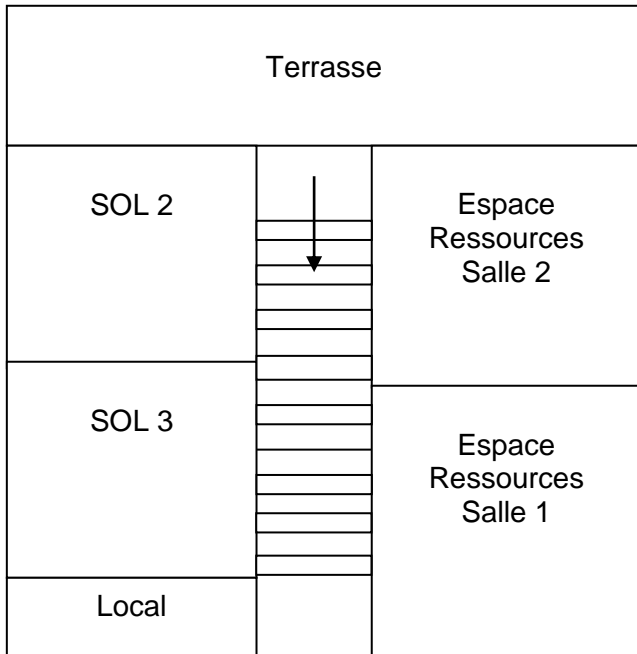 Terrasse
SOL 2
Espace
Ressources
Salle 2
SOL 3
Espace
Ressources
Salle 1
Local